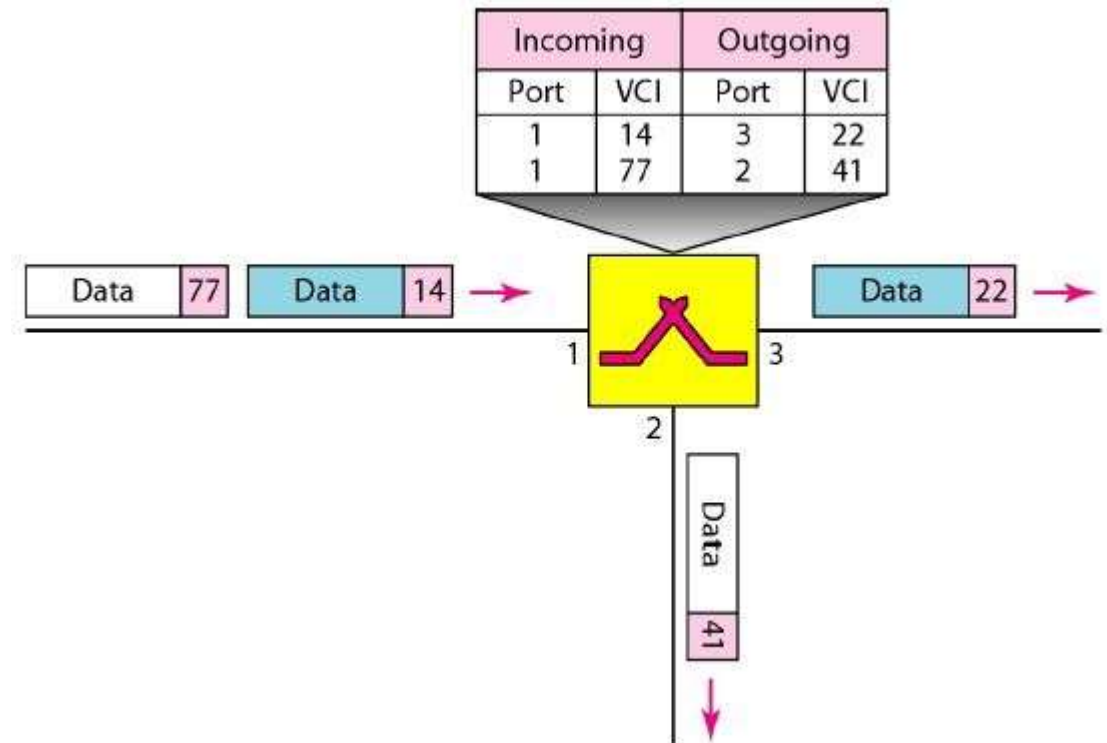 Incoming Outgoing
Port VCI Port VCI
1 14 3 22
1 77 2 41
Data 77 Data 14 Data 22
1 3
2
Data 41